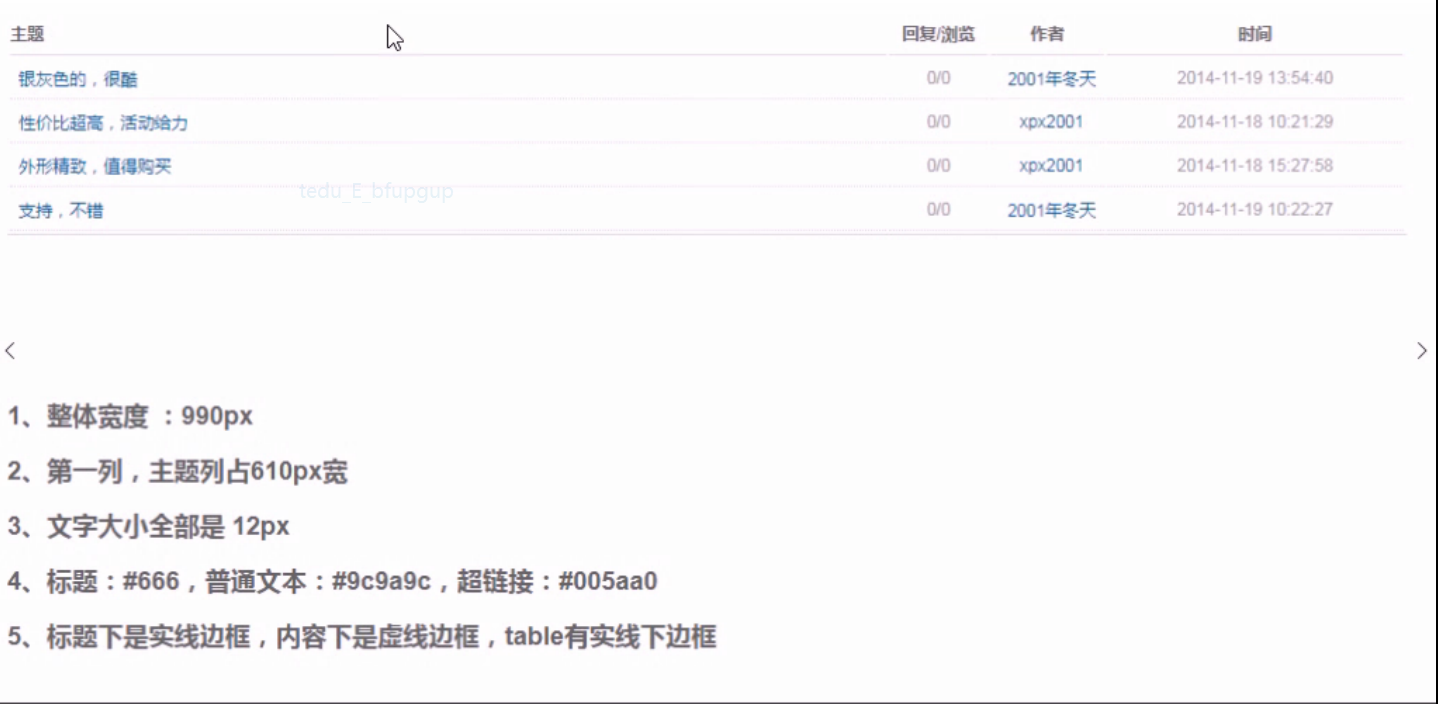 主题 回复/浏览 作者 时间
银灰色的，很酷 0/0 2001年冬天 2014-11-19 13:54:40
性价比超高，活动给力 0/0 xpx2001 2014-11-18 10:21:29
外形精致，值得购买 0/0 xpx2001 2014-11-18 15:27:58
tedu_E_bfupgup
支持，不错 0/0 2001年冬天 2014-11-19 10:22:27
1、整体宽度 ：990px
2、第一列，主题列占610px宽
3、文字大小全部是 12px
4、标题：#666，普通文本：#9c9a9c，超链接：#005aa0
5、标题下是实线边框，内容下是虚线边框，table有实线下边框